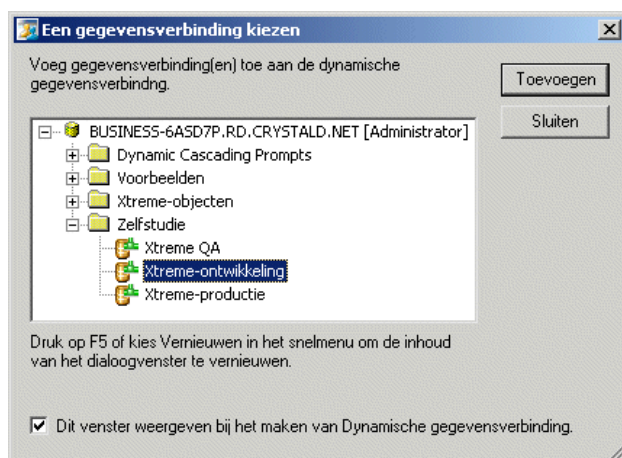 Een gegevensverbinding kiezen
Voeg gegevensverbinding(en) toe aan de dynamische
gegevensverbindng.
Toevoegen
Sluiten
BUSINESS-6ASD7P.RD.CRYSTALD.NET [Administrator]
Dynamic Cascading Prompts
Voorbeelden
Xtreme-objecten
Zelfstudie
Xtreme QA
Xtreme-ontwikkeling
Xtreme-productie
Druk op F5 of kies Vernieuwen in het snelmenu om de inhoud
van het dialoogvenster te vernieuwen.
Dit venster weergeven bij het maken van Dynamische gegevensverbinding.